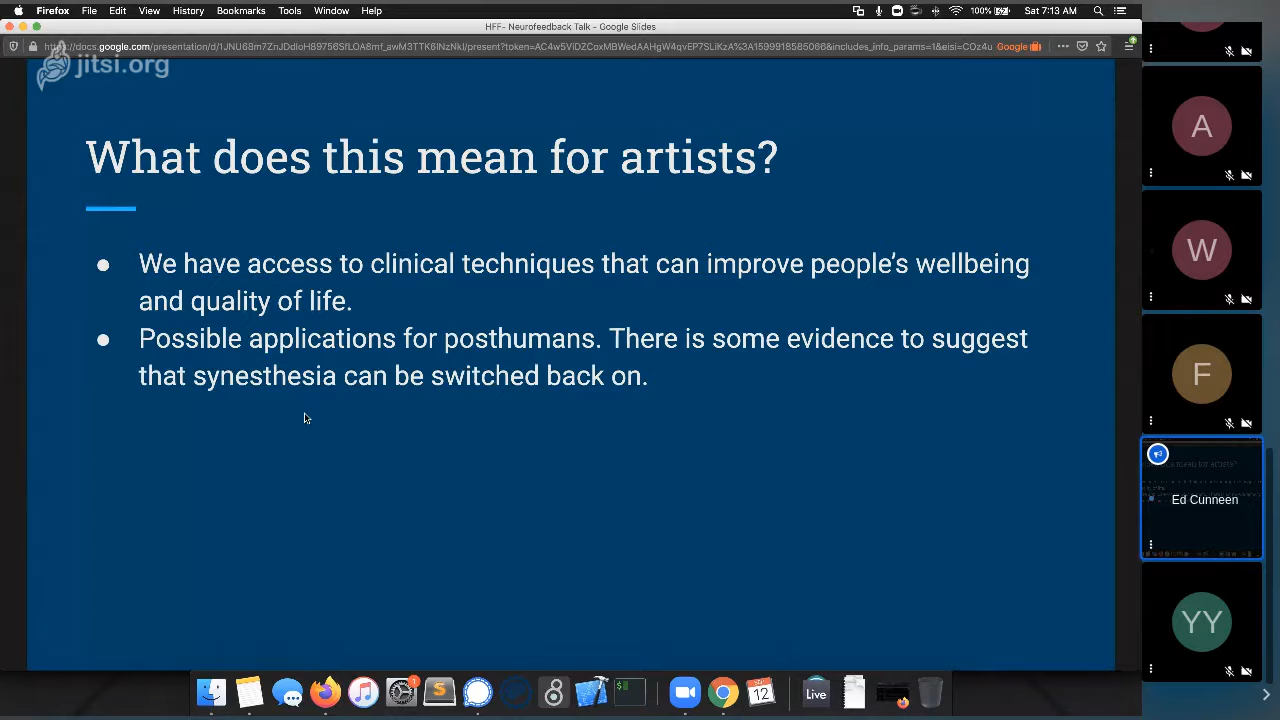 Firefox File Edit View History Bookmarks Tools Window Help
100% Sat 7:13 AM
HFF- Neurofeedback Talk - Google Slides
Google
jitsi.org
What does this mean for artists?
● We have access to clinical techniques that can improve people's wellbeing
and quality of life.
● Possible applications for posthumans. There is some evidence to suggest
that synesthesia can be switched back on.
A
W
F
Ed Cunneen
YY
1
S
8
$
12
Live